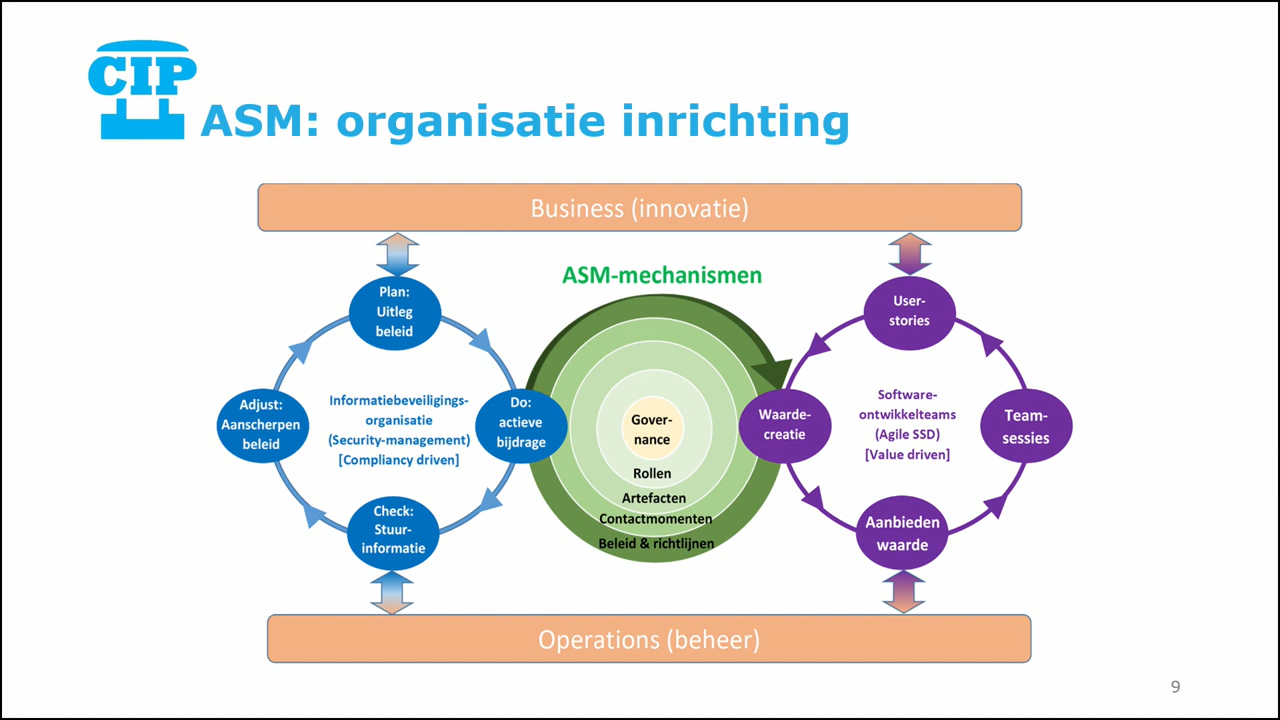 CIP
ASM: organisatie inrichting
Business (innovatie)
ASM-mechanismen
Plan:
Uitleg
beleid
Adjust:
Aanscherpen
beleid
Informatiebeveiligings-
organisatie
(Security-management)
[Compliancy driven]
Do:
actieve
bijdrage
Check:
Stuur-
informatie
Gover-
nance
Rollen
Artefacten
Contactmomenten
Beleid & richtlijnen
User-
stories
Waarde-
creatie
Software-
ontwikkelteams
(Agile SSD)
[Value driven]
Team-
sessies
Aanbieden
waarde
Operations (beheer)
9